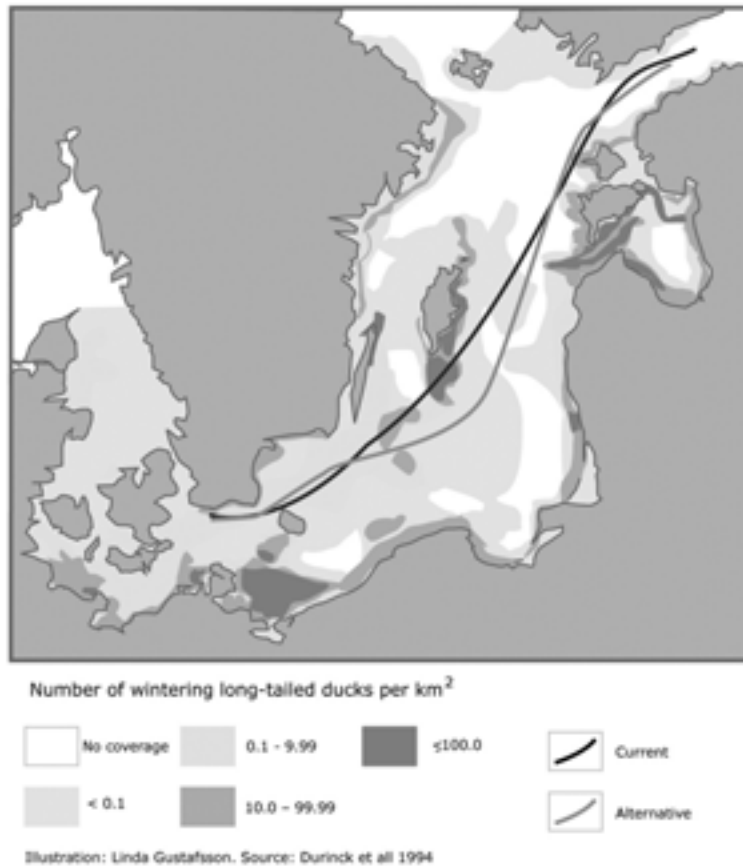 Number of wintering long-tailed ducks per km²
No coverage
0.1 - 9.99
≤100.0
Current
< 0.1
10.0 – 99.99
Alternative
Illustration: Linda Gustafsson. Source: Durinck et all 1994